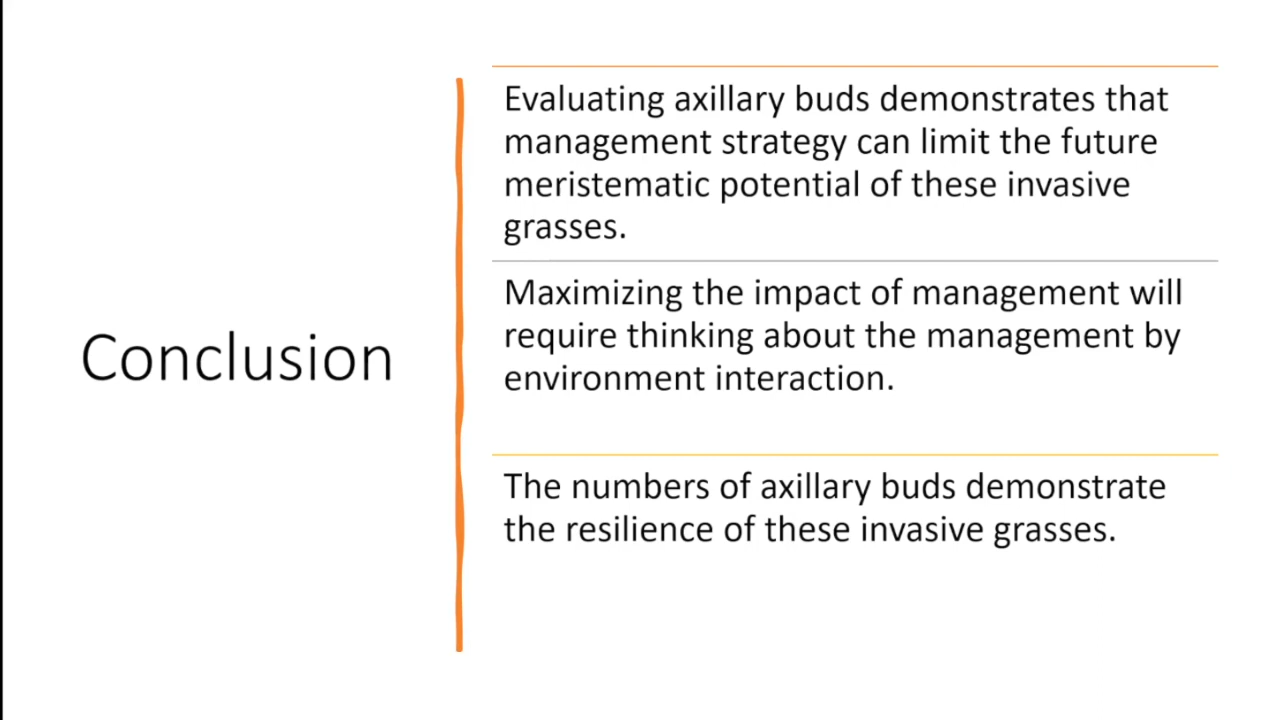 Conclusion
Evaluating axillary buds demonstrates that
management strategy can limit the future
meristematic potential of these invasive
grasses.
Maximizing the impact of management will
require thinking about the management by
environment interaction.
The numbers of axillary buds demonstrate
the resilience of these invasive grasses.